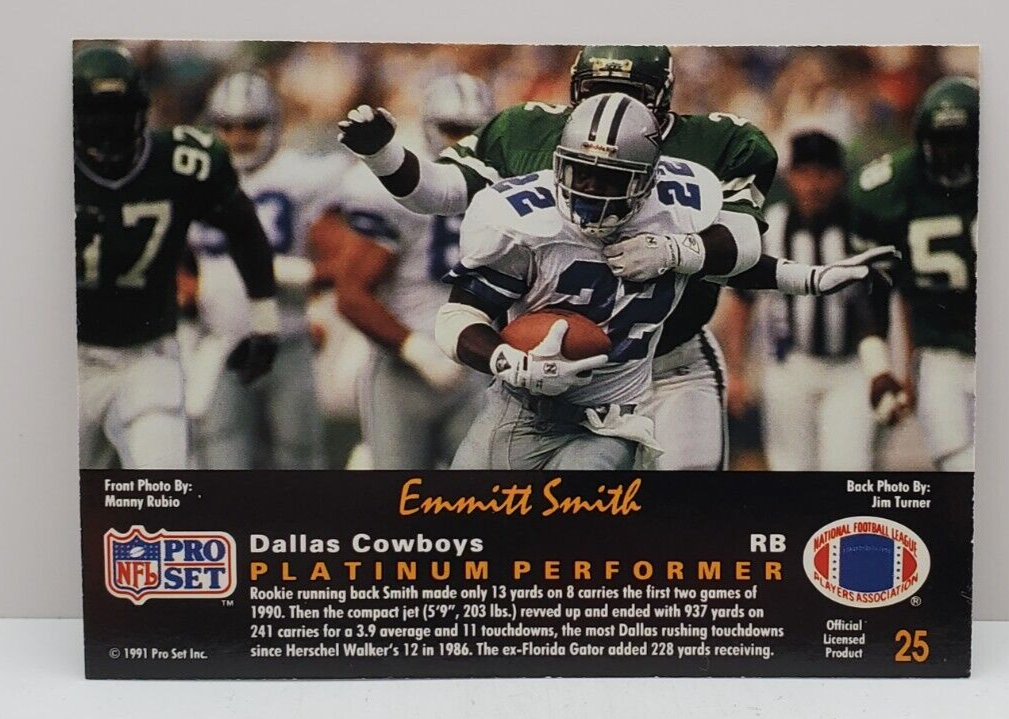 92
97
22
22
22
5
Front Photo By:
Manny Rubio
Emmitt Smith
Back Photo By:
Jim Turner
NFL PRO SET ™
Dallas Cowboys RB
PLATINUM PERFORMER
Rookie running back Smith made only 13 yards on 8 carries the first two games of
1990. Then the compact jet (5'9", 203 lbs.) revved up and ended with 937 yards on
241 carries for a 3.9 average and 11 touchdowns, the most Dallas rushing touchdowns
since Herschel Walker's 12 in 1986. The ex-Florida Gator added 228 yards receiving.
© 1991 Pro Set Inc.
NATIONAL FOOTBALL LEAGUE
PLAYERS ASSOCIATION ®
Official
Licensed
Product
25